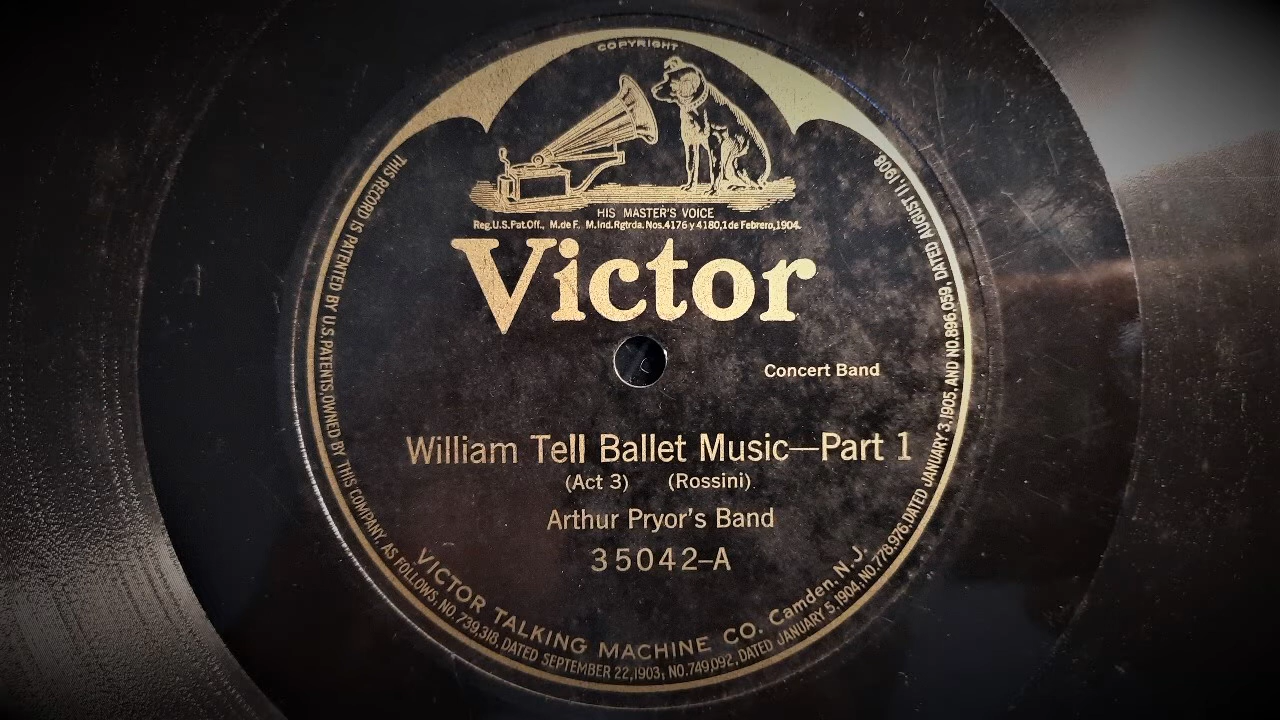 COPYRIGHT
HIS MASTER'S VOICE
Reg.U.S.Pat.Off., M.de F. M.Ind.Rgtrda.Nos.4176 y 4180,1de Febrero,1904.
Victor
Concert Band
William Tell Ballet Music—Part 1
(Act 3) (Rossini)
Arthur Pryor's Band
35042-A
VICTOR TALKING MACHINE CO. Camden, N.J.
THIS RECORD IS PATENTED BY U.S.PATENTS,OWNED BY THIS COMPANY AS FOLLOWS, NO. 739,318, DATED SEPTEMBER 22,1903; NO.749,092, DATED JANUARY 5,1904;NO.778,976,DATED JANUARY 3,1905,AND NO.896,059, DATED AUGUST 11,1908